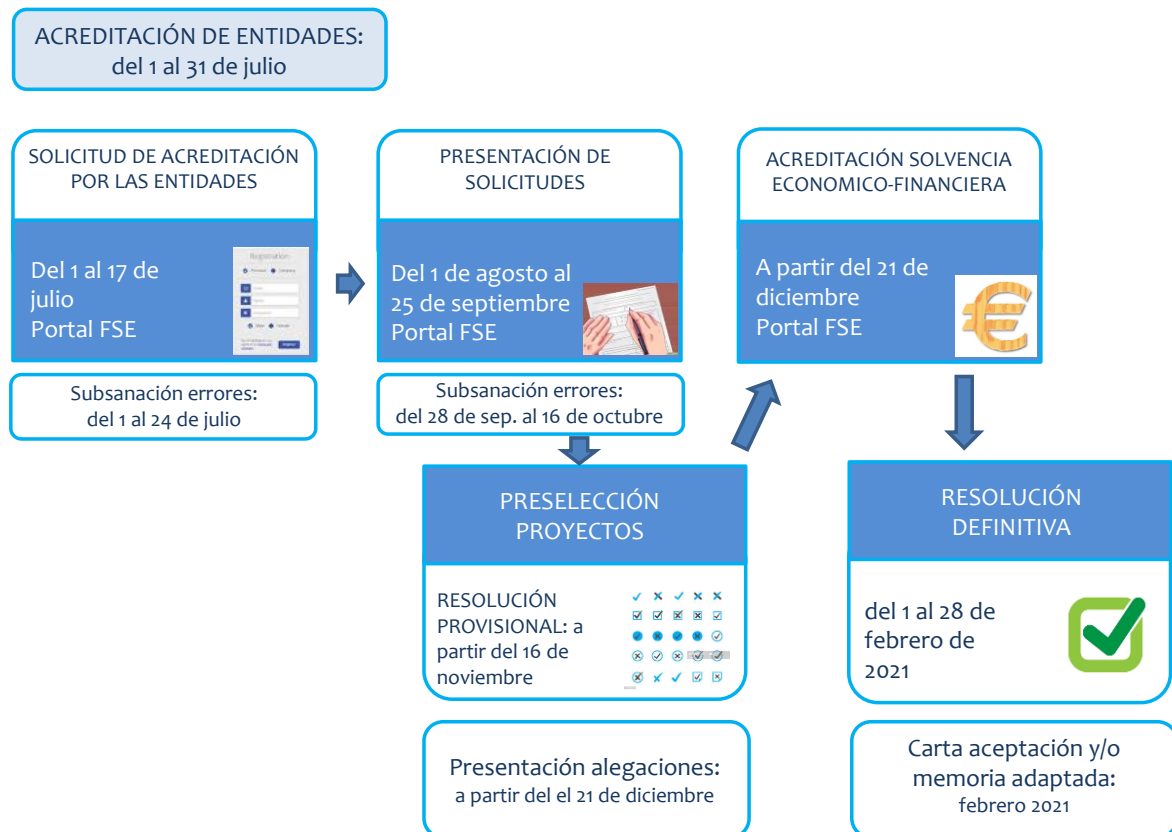 ACREDITACIÓN DE ENTIDADES:
del 1 al 31 de julio
SOLICITUD DE ACREDITACIÓN
POR LAS ENTIDADES
Del 1 al 17 de
julio
Portal FSE
Registration
Subsanación errores:
del 1 al 24 de julio
PRESENTACIÓN DE
SOLICITUDES
Del 1 de agosto al
25 de septiembre
Portal FSE
Subsanación errores:
del 28 de sep. al 16 de octubre
ACREDITACIÓN SOLVENCIA
ECONOMICO-FINANCIERA
A partir del 21 de
diciembre
Portal FSE
PRESELECCIÓN
PROYECTOS
RESOLUCIÓN
PROVISIONAL: a
partir del 16 de
noviembre
Presentación alegaciones:
a partir del el 21 de diciembre
RESOLUCIÓN
DEFINITIVA
del 1 al 28 de
febrero de
2021
Carta aceptación y/o
memoria adaptada:
febrero 2021